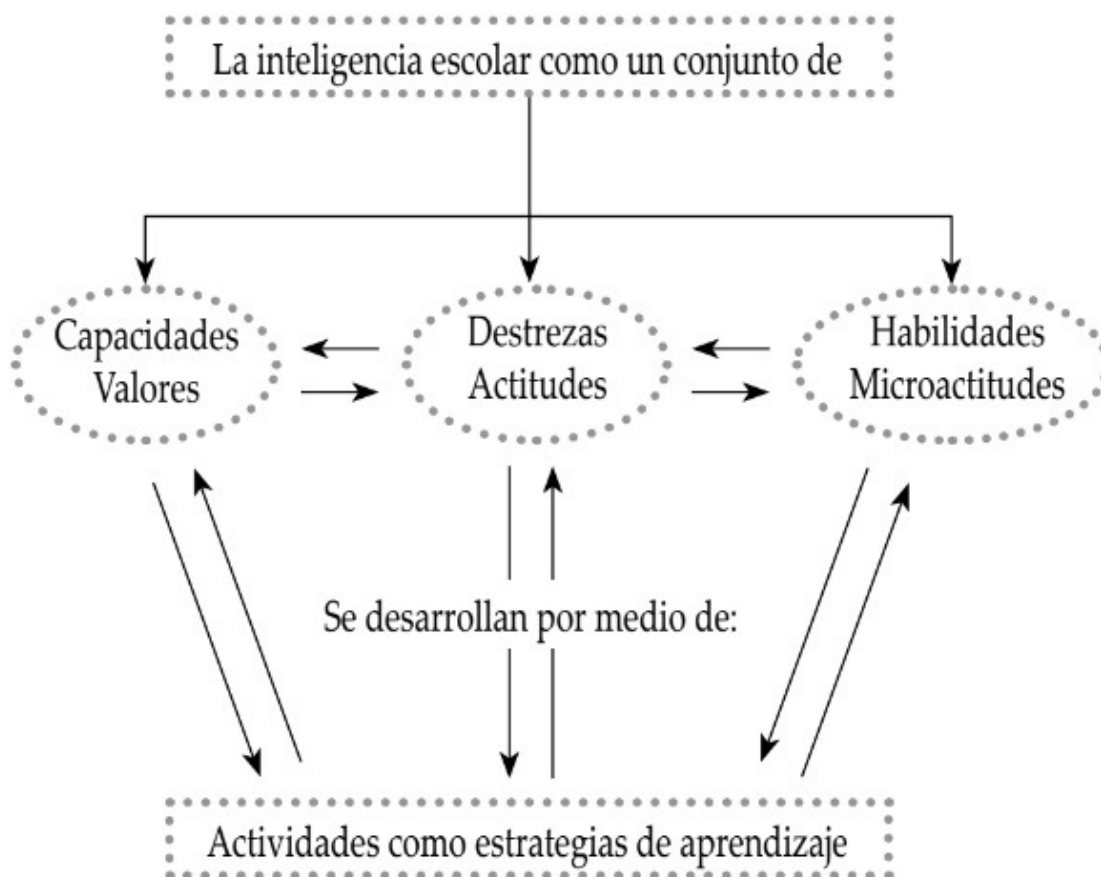 La inteligencia escolar como un conjunto de
Capacidades
Valores
Destrezas
Actitudes
Habilidades
Microactitudes
Se desarrollan por medio de:
Actividades como estrategias de aprendizaje